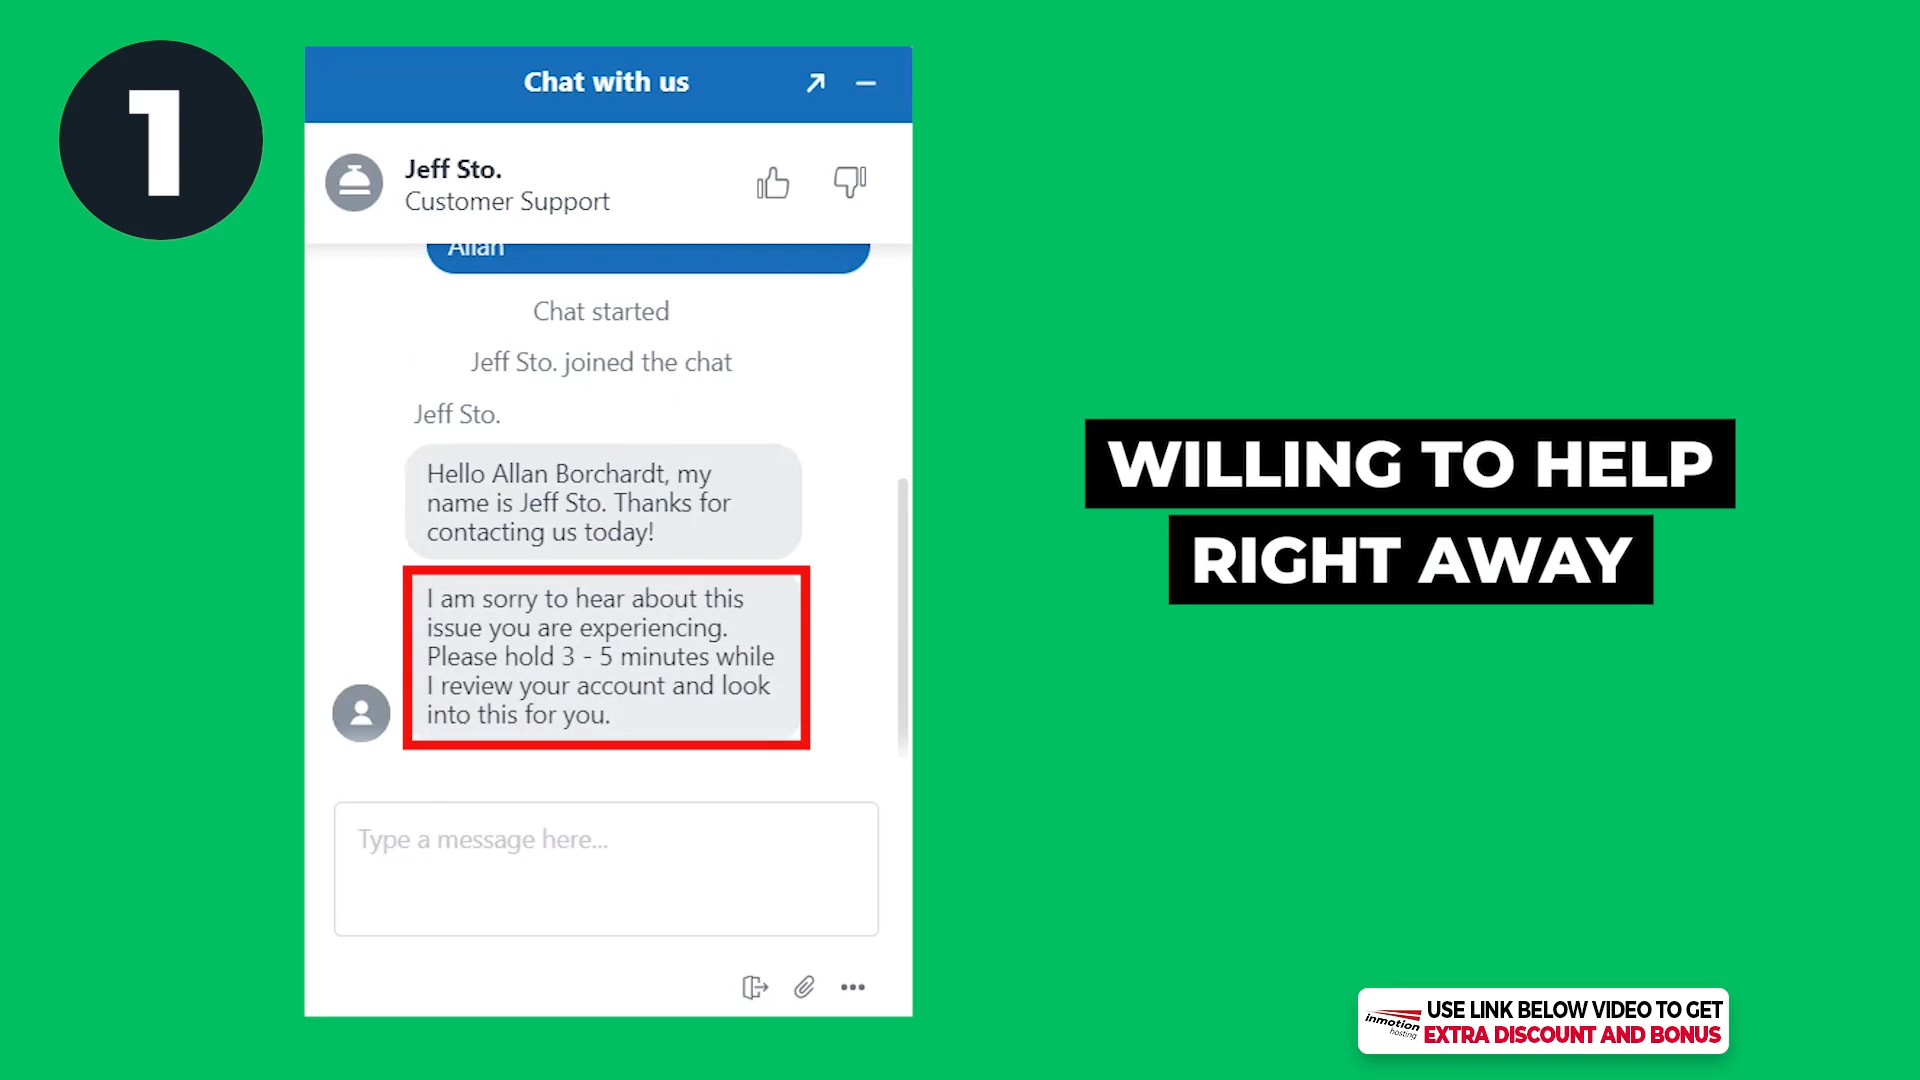 1
Chat with us
Jeff Sto.
Customer Support
Allan
Chat started
Jeff Sto. joined the chat
Jeff Sto.
Hello Allan Borchardt, my
name is Jeff Sto. Thanks for
contacting us today!
I am sorry to hear about this
issue you are experiencing.
Please hold 3 - 5 minutes while
I review your account and look
into this for you.
Type a message here...
WILLING TO HELP
RIGHT AWAY
inmotion
hosting
USE LINK BELOW VIDEO TO GET
EXTRA DISCOUNT AND BONUS